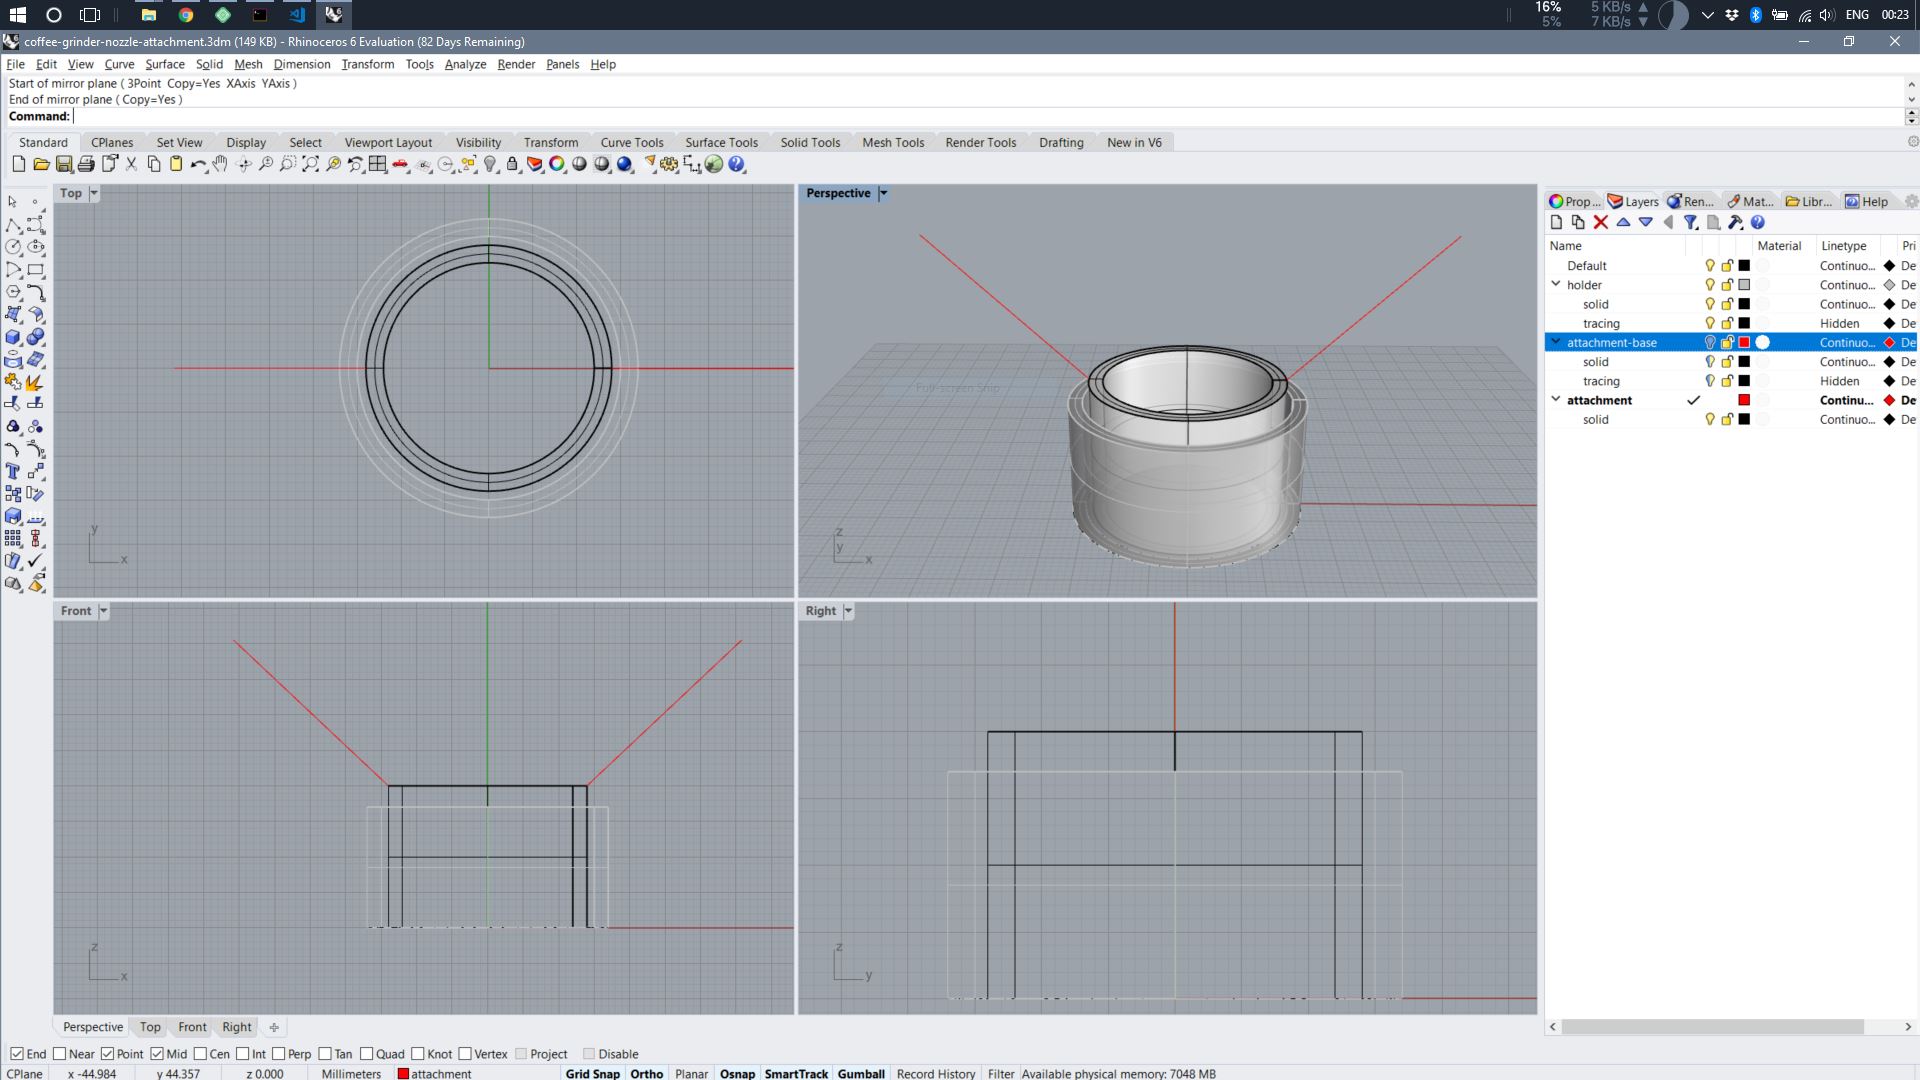 16% 5 KB/s
5% 7 KB/s
ENG 00:23
coffee-grinder-nozzle-attachment.3dm (149 KB) - Rhinoceros 6 Evaluation (82 Days Remaining)
File Edit View Curve Surface Solid Mesh Dimension Transform Tools Analyze Render Panels Help
Start of mirror plane ( 3Point Copy=Yes XAxis YAxis )
End of mirror plane ( Copy=Yes )
Command:
Standard CPlanes Set View Display Select Viewport Layout Visibility Transform Curve Tools Surface Tools Solid Tools Mesh Tools Render Tools Drafting New in V6
Top
Perspective
Prop... Layers Ren... Mat... Libr... Help
Name Material Linetype Pri
Default Continuo... De
holder Continuo... De
solid Continuo... De
tracing Hidden De
attachment-base Continuo... De
solid Continuo... De
tracing Hidden De
attachment Continu... De
solid Continuo... De
Full-screen Snip
y
x
z
y
x
Front
Right
z
x
z
y
Perspective Top Front Right
End Near Point Mid Cen Int Perp Tan Quad Knot Vertex Project Disable
CPlane x -44.984 y 44.357 z 0.000 Millimeters attachment Grid Snap Ortho Planar Osnap SmartTrack Gumball Record History Filter Available physical memory: 7048 MB